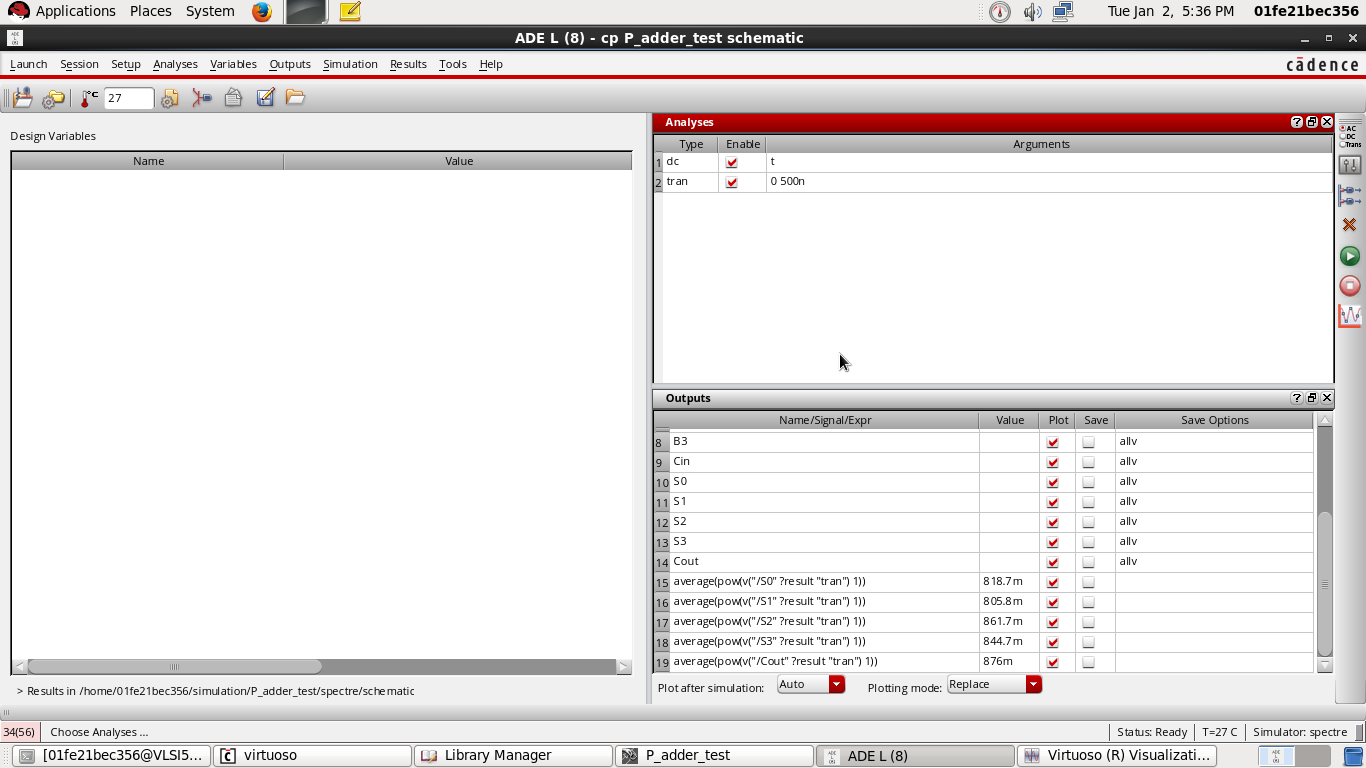 Applications Places System Tue Jan 2, 5:36 PM 01fe21bec356
ADE L (8) - cp P_adder_test schematic
Launch Session Setup Analyses Variables Outputs Simulation Results Tools Help cādence
°C 27
Design Variables
Name Value
> Results in /home/01fe21bec356/simulation/P_adder_test/spectre/schematic
Analyses
Type Enable Arguments
1 dc t
2 tran 0 500n
AC
DC
Trans
Outputs
Name/Signal/Expr Value Plot Save Save Options
8 B3 allv
9 Cin allv
10 S0 allv
11 S1 allv
12 S2 allv
13 S3 allv
14 Cout allv
15 average(pow(v("/S0" ?result "tran") 1)) 818.7m
16 average(pow(v("/S1" ?result "tran") 1)) 805.8m
17 average(pow(v("/S2" ?result "tran") 1)) 861.7m
18 average(pow(v("/S3" ?result "tran") 1)) 844.7m
19 average(pow(v("/Cout" ?result "tran") 1)) 876m
Plot after simulation: Auto Plotting mode: Replace
34(56) Choose Analyses ... Status: Ready T=27 C Simulator: spectre
[01fe21bec356@VLSI5... virtuoso Library Manager P_adder_test ADE L (8) Virtuoso (R) Visualizati...